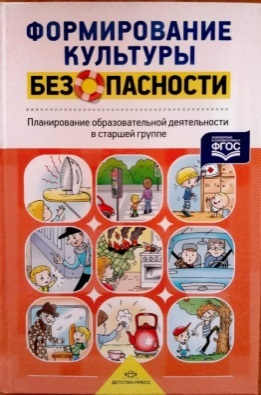 ФОРМИРОВАНИЕ
КУЛЬТУРЫ
БЕЗОПАСНОСТИ
Планирование образовательной деятельности
в старшей группе
ФГОС
ДЕТСТВО-ПРЕСС